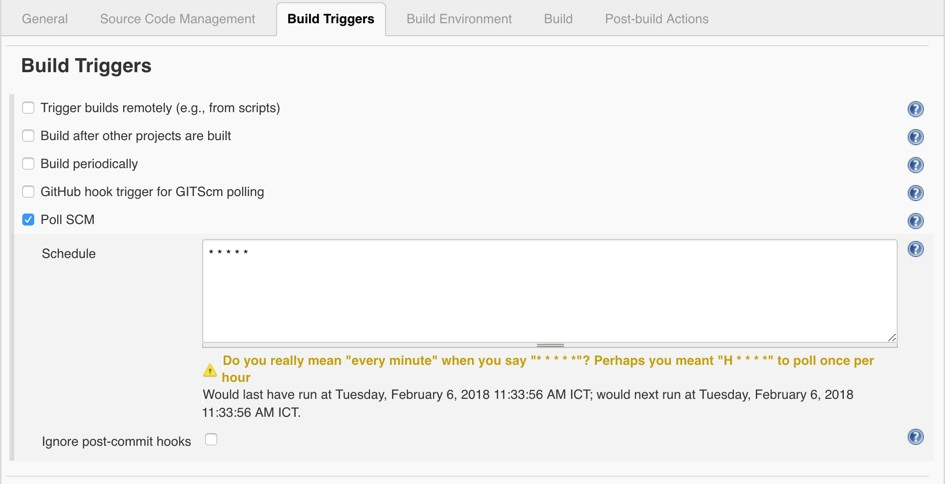 General Source Code Management Build Triggers Build Environment Build Post-build Actions
Build Triggers
Trigger builds remotely (e.g., from scripts)
Build after other projects are built
Build periodically
GitHub hook trigger for GITScm polling
Poll SCM
Schedule
* * * * *
Do you really mean "every minute" when you say "* * * * *"? Perhaps you meant "H * * * *" to poll once per
hour
Would last have run at Tuesday, February 6, 2018 11:33:56 AM ICT; would next run at Tuesday, February 6, 2018
11:33:56 AM ICT.
Ignore post-commit hooks